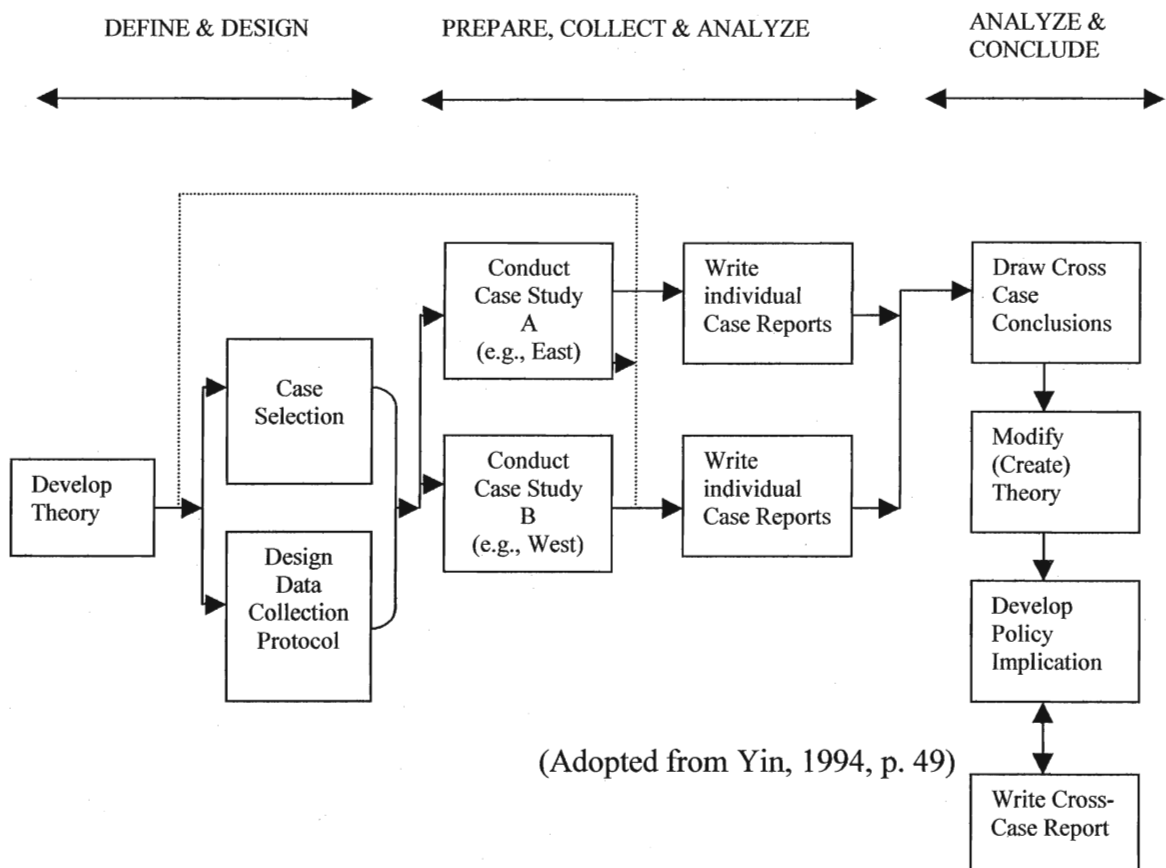 DEFINE & DESIGN
PREPARE, COLLECT & ANALYZE
ANALYZE &
CONCLUDE
Develop
Theory
Case
Selection
Design
Data
Collection
Protocol
Conduct
Case Study
A
(e.g., East)
Conduct
Case Study
B
(e.g., West)
Write
individual
Case Reports
Write
individual
Case Reports
Draw Cross
Case
Conclusions
Modify
(Create)
Theory
Develop
Policy
Implication
(Adopted from Yin, 1994, p. 49)
Write Cross-
Case Report